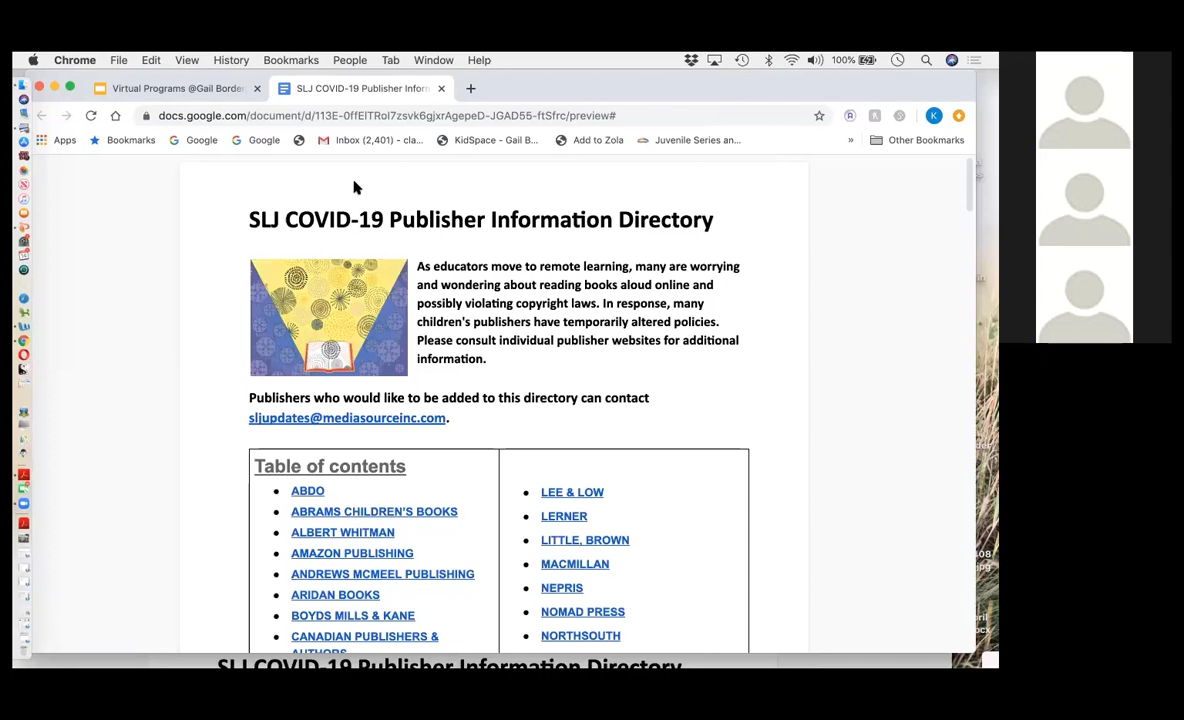 Chrome File Edit View History Bookmarks People Tab Window Help 100%
Virtual Programs @Gail Border
SLJ COVID-19 Publisher Inform
docs.google.com/document/d/113E-0ffElTRol7zsvk6gjxrAgepeD-JGAD55-ftSfrc/preview#
Apps Bookmarks Google Google Inbox (2,401) - cla... KidSpace - Gail B... Add to Zola Juvenile Series an... » Other Bookmarks
SLJ COVID-19 Publisher Information Directory
As educators move to remote learning, many are worrying
and wondering about reading books aloud online and
possibly violating copyright laws. In response, many
children's publishers have temporarily altered policies.
Please consult individual publisher websites for additional
information.
Publishers who would like to be added to this directory can contact
sljupdates@mediasourceinc.com.
Table of contents
ABDO
ABRAMS CHILDREN'S BOOKS
ALBERT WHITMAN
AMAZON PUBLISHING
ANDREWS MCMEEL PUBLISHING
ARIDAN BOOKS
BOYDS MILLS & KANE
CANADIAN PUBLISHERS &
AUTHORS
LEE & LOW
LERNER
LITTLE, BROWN
MACMILLAN
NEPRIS
NOMAD PRESS
NORTHSOUTH
SLJ COVID-19 Publisher Information Directory